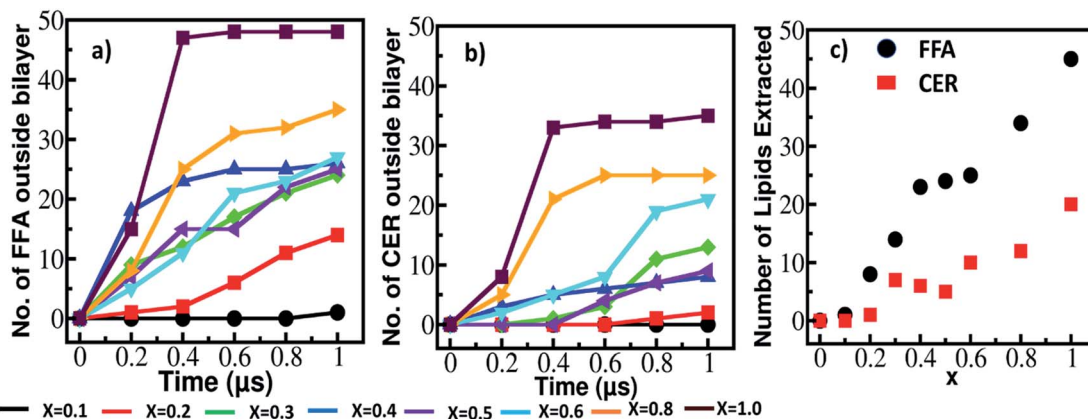 a)
No. of FFA outside bilayer
50
40
30
20
10
0
0 0.2 0.4 0.6 0.8 1
Time (µs)
b)
No. of CER outside bilayer
50
40
30
20
10
0
0 0.2 0.4 0.6 0.8 1
Time (µs)
c)
FFA
CER
Number of Lipids Extracted
50
40
30
20
10
0
0 0.2 0.4 0.6 0.8 1
x
X=0.1 X=0.2 X=0.3 X=0.4 X=0.5 X=0.6 X=0.8 X=1.0